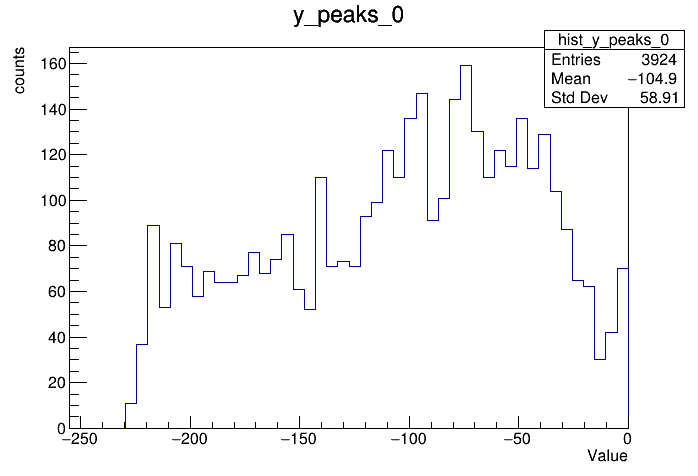 y_peaks_0
hist_y_peaks_0
Entries 3924
Mean −104.9
Std Dev 58.91
counts
160
140
120
100
80
60
40
20
0
−250 −200 −150 −100 −50 0
Value